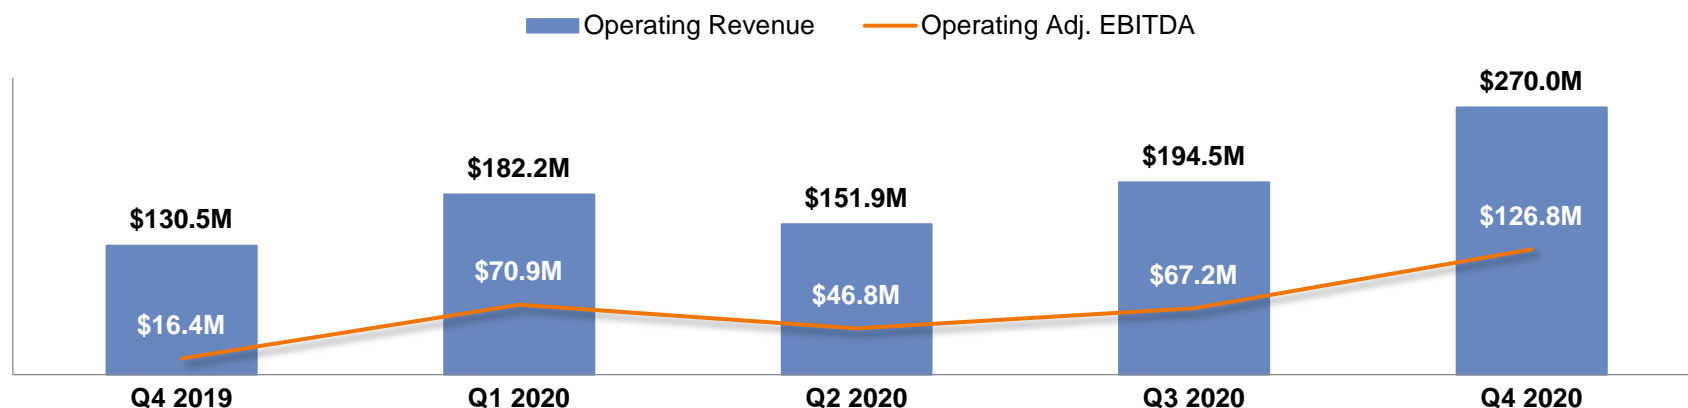 Operating Revenue Operating Adj. EBITDA
$270.0M
$194.5M
$182.2M
$151.9M
$130.5M
$126.8M
$70.9M
$67.2M
$46.8M
$16.4M
Q4 2019 Q1 2020 Q2 2020 Q3 2020 Q4 2020